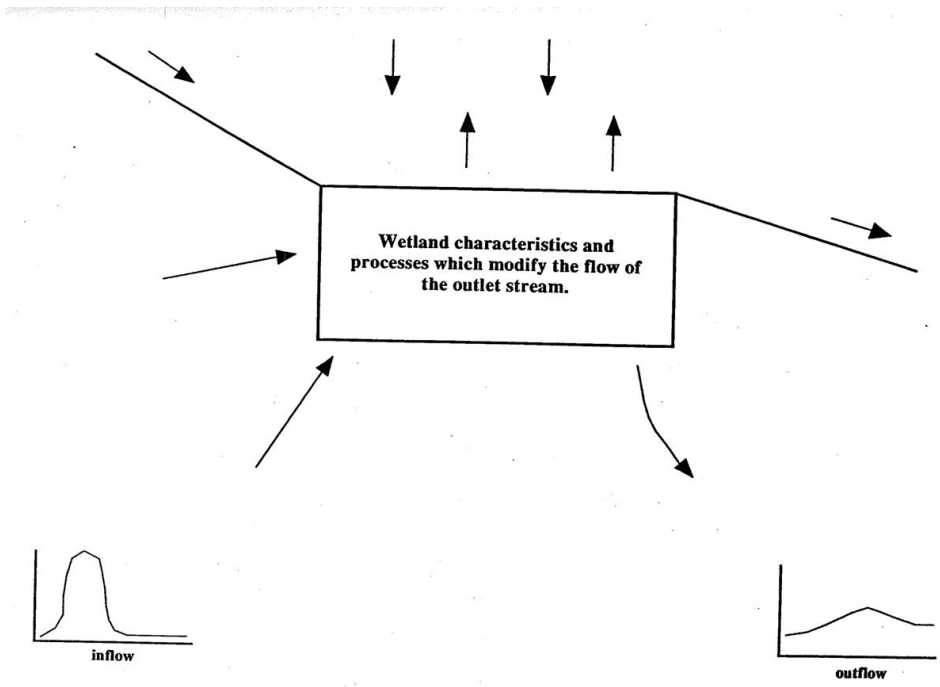 Wetland characteristics and
processes which modify the flow of
the outlet stream.
inflow
outflow